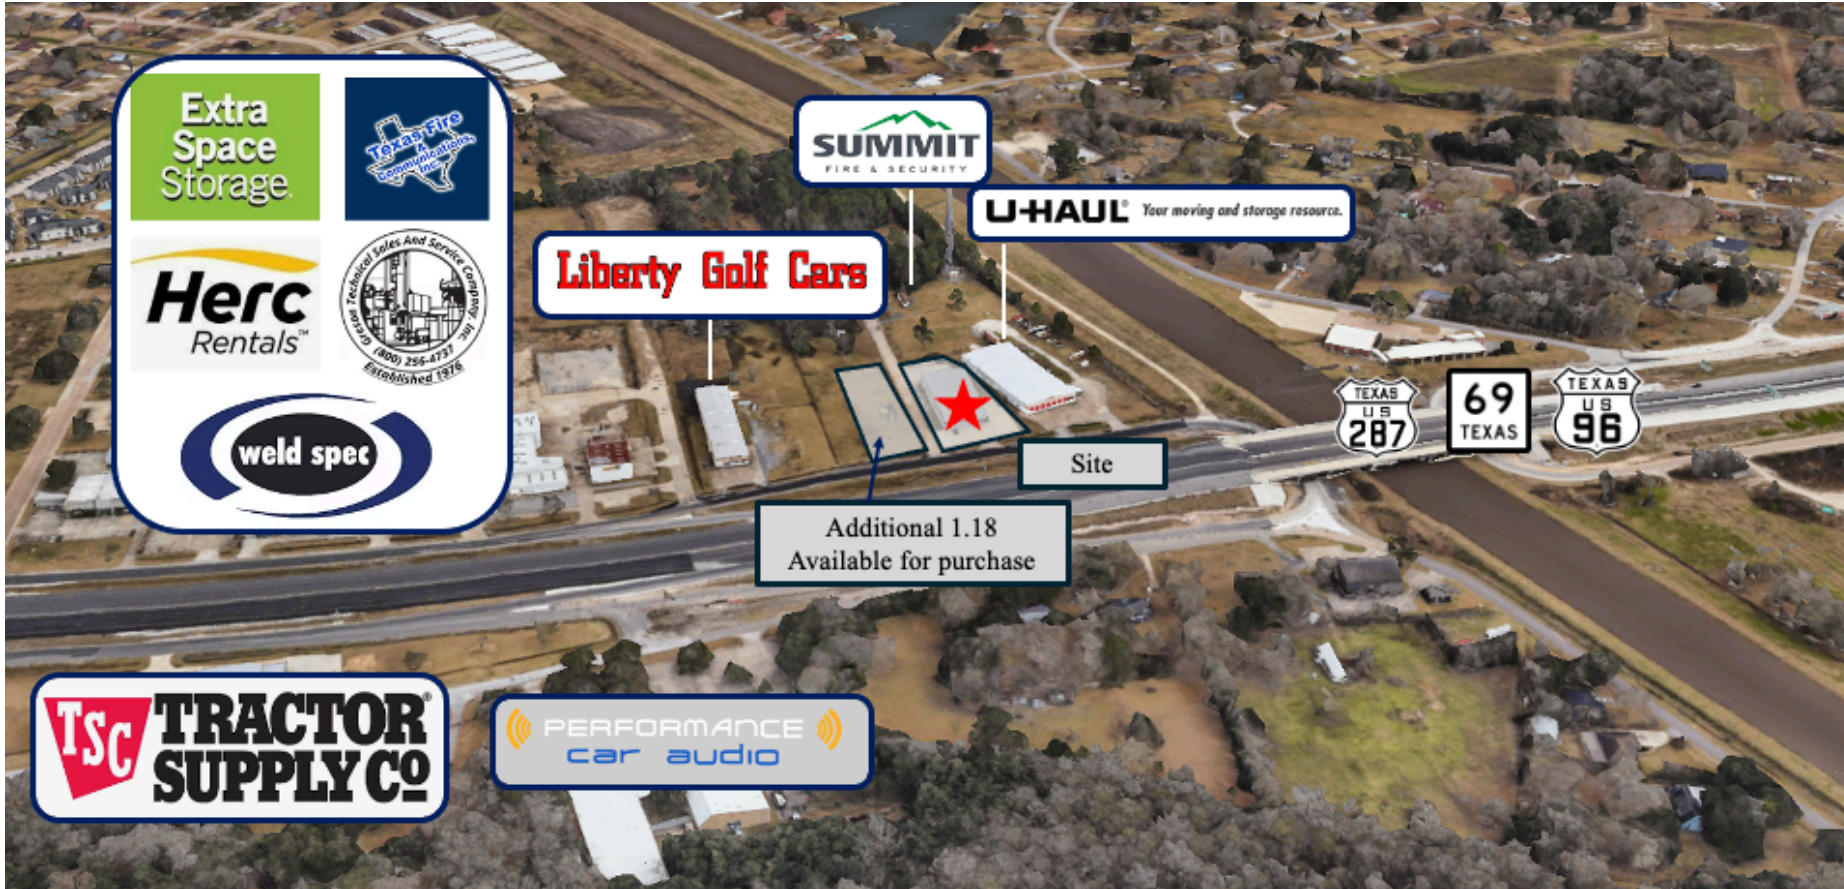 Extra
Space
Storage
Texas Fire
&
Communications,
Inc.
SUMMIT
FIRE & SECURITY
U-HAUL® Your moving and storage resource.
Liberty Golf Cars
Herc
Rentals™
Greson Technical Sales And Service Company, Inc.
(800) 256-4737
Established 1976
weld spec
TEXAS
US
287
69
TEXAS
TEXAS
US
96
Site
Additional 1.18
Available for purchase
TSC TRACTOR
SUPPLY CO
PERFORMANCE
car audio